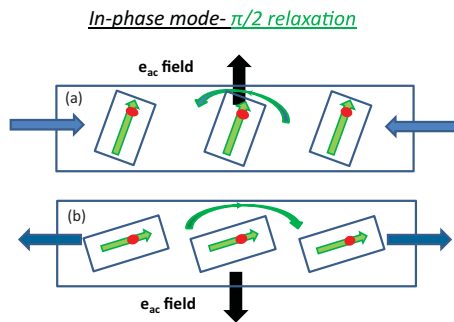 In-phase mode- π/2 relaxation
eac field
(a)
(b)
eac field